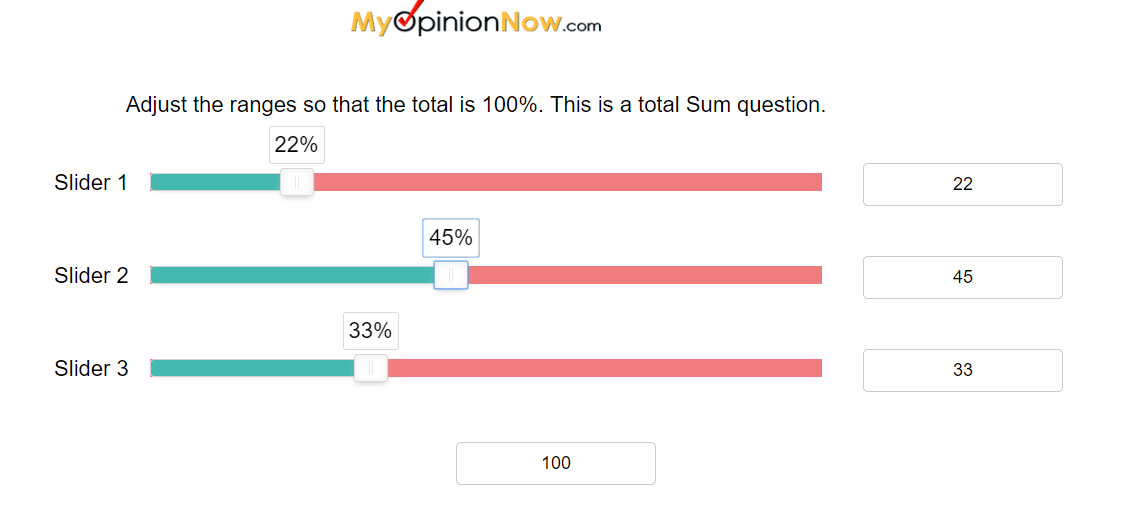 MyOpinionNow.com
Adjust the ranges so that the total is 100%. This is a total Sum question.
22%
Slider 1 22
45%
Slider 2 45
33%
Slider 3 33
100